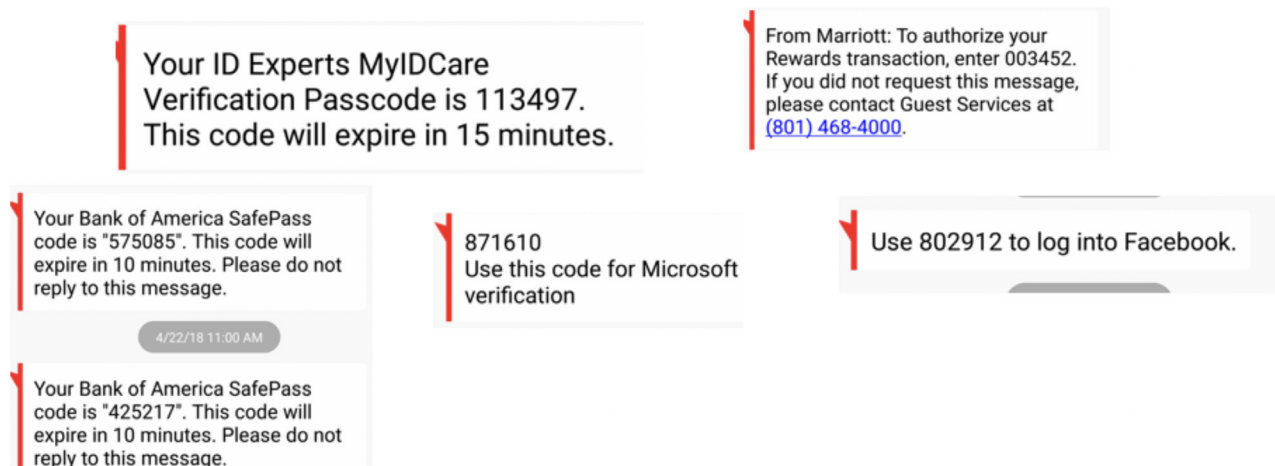 Your ID Experts MyIDCare
Verification Passcode is 113497.
This code will expire in 15 minutes.
From Marriott: To authorize your
Rewards transaction, enter 003452.
If you did not request this message,
please contact Guest Services at
(801) 468-4000.
Your Bank of America SafePass
code is "575085". This code will
expire in 10 minutes. Please do not
reply to this message.
4/22/18 11:00 AM
Your Bank of America SafePass
code is "425217". This code will
expire in 10 minutes. Please do not
reply to this message.
871610
Use this code for Microsoft
verification
Use 802912 to log into Facebook.